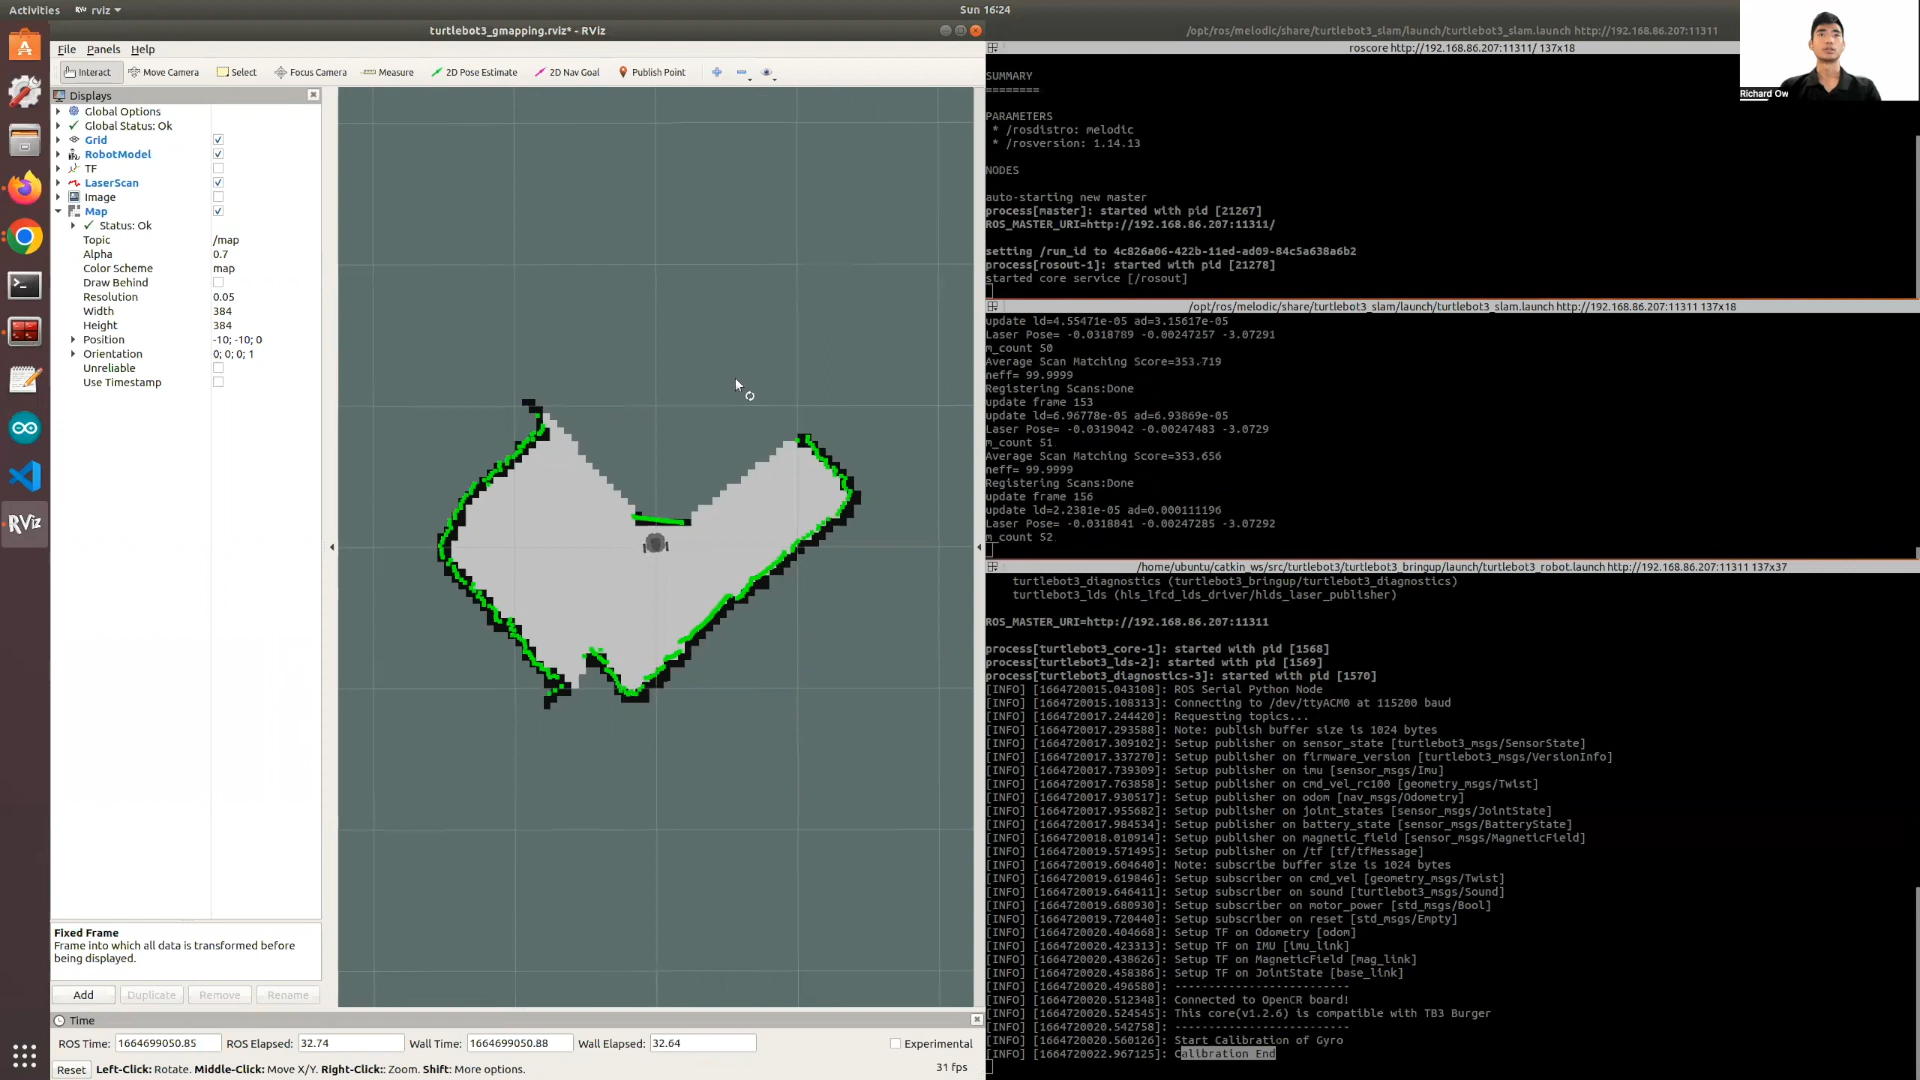 Activities
rviz
Sun 16:24
turtlebot3_gmapping.rviz* - RViz
File Panels Help
Interact Move Camera Select Focus Camera Measure 2D Pose Estimate 2D Nav Goal Publish Point
Displays
Global Options
Global Status: Ok
Grid
RobotModel
TF
LaserScan
Image
Map
Status: Ok
Topic /map
Alpha 0.7
Color Scheme map
Draw Behind
Resolution 0.05
Width 384
Height 384
Position -10; -10; 0
Orientation 0; 0; 0; 1
Unreliable
Use Timestamp
Fixed Frame
Frame into which all data is transformed before
being displayed.
Add Duplicate Remove Rename
Time
ROS Time: 1664699050.85 ROS Elapsed: 32.74 Wall Time: 1664699050.88 Wall Elapsed: 32.64 Experimental
Reset Left-Click: Rotate. Middle-Click: Move X/Y. Right-Click:: Zoom. Shift: More options. 31 fps
RViz
/opt/ros/melodic/share/turtlebot3_slam/launch/turtlebot3_slam.launch http://192.168.86.207:11311
roscore http://192.168.86.207:11311/ 137x18
Richard Ow
SUMMARY
========
PARAMETERS
* /rosdistro: melodic
* /rosversion: 1.14.13
NODES
auto-starting new master
process[master]: started with pid [21267]
ROS_MASTER_URI=http://192.168.86.207:11311/
setting /run_id to 4c826a06-422b-11ed-ad09-84c5a638a6b2
process[rosout-1]: started with pid [21278]
started core service [/rosout]
/opt/ros/melodic/share/turtlebot3_slam/launch/turtlebot3_slam.launch http://192.168.86.207:11311 137x18
update ld=4.55471e-05 ad=3.15617e-05
Laser Pose= -0.0318789 -0.00247257 -3.07291
m_count 50
Average Scan Matching Score=353.719
neff= 99.9999
Registering Scans:Done
update frame 153
update ld=6.96778e-05 ad=6.93869e-05
Laser Pose= -0.0319042 -0.00247483 -3.0729
m_count 51
Average Scan Matching Score=353.656
neff= 99.9999
Registering Scans:Done
update frame 156
update ld=2.2381e-05 ad=0.000111196
Laser Pose= -0.0318841 -0.00247285 -3.07292
m_count 52
/home/ubuntu/catkin_ws/src/turtlebot3/turtlebot3_bringup/launch/turtlebot3_robot.launch http://192.168.86.207:11311 137x37
turtlebot3_diagnostics (turtlebot3_bringup/turtlebot3_diagnostics)
turtlebot3_lds (hls_lfcd_lds_driver/hlds_laser_publisher)
ROS_MASTER_URI=http://192.168.86.207:11311
process[turtlebot3_core-1]: started with pid [1568]
process[turtlebot3_lds-2]: started with pid [1569]
process[turtlebot3_diagnostics-3]: started with pid [1570]
[INFO] [1664720015.043108]: ROS Serial Python Node
[INFO] [1664720015.108313]: Connecting to /dev/ttyACM0 at 115200 baud
[INFO] [1664720017.244420]: Requesting topics...
[INFO] [1664720017.293588]: Note: publish buffer size is 1024 bytes
[INFO] [1664720017.309102]: Setup publisher on sensor_state [turtlebot3_msgs/SensorState]
[INFO] [1664720017.337270]: Setup publisher on firmware_version [turtlebot3_msgs/VersionInfo]
[INFO] [1664720017.739309]: Setup publisher on imu [sensor_msgs/Imu]
[INFO] [1664720017.763858]: Setup publisher on cmd_vel_rc100 [geometry_msgs/Twist]
[INFO] [1664720017.930517]: Setup publisher on odom [nav_msgs/Odometry]
[INFO] [1664720017.955682]: Setup publisher on joint_states [sensor_msgs/JointState]
[INFO] [1664720017.984534]: Setup publisher on battery_state [sensor_msgs/BatteryState]
[INFO] [1664720018.010914]: Setup publisher on magnetic_field [sensor_msgs/MagneticField]
[INFO] [1664720019.571495]: Setup publisher on /tf [tf/tfMessage]
[INFO] [1664720019.604640]: Note: subscribe buffer size is 1024 bytes
[INFO] [1664720019.619846]: Setup subscriber on cmd_vel [geometry_msgs/Twist]
[INFO] [1664720019.646411]: Setup subscriber on sound [turtlebot3_msgs/Sound]
[INFO] [1664720019.680930]: Setup subscriber on motor_power [std_msgs/Bool]
[INFO] [1664720019.720440]: Setup subscriber on reset [std_msgs/Empty]
[INFO] [1664720020.404668]: Setup TF on Odometry [odom]
[INFO] [1664720020.423313]: Setup TF on IMU [imu_link]
[INFO] [1664720020.438626]: Setup TF on MagneticField [mag_link]
[INFO] [1664720020.458386]: Setup TF on JointState [base_link]
[INFO] [1664720020.496580]: --------------------------
[INFO] [1664720020.512348]: Connected to OpenCR board!
[INFO] [1664720020.524545]: This core(v1.2.6) is compatible with TB3 Burger
[INFO] [1664720020.542758]: --------------------------
[INFO] [1664720020.560126]: Start Calibration of Gyro
[INFO] [1664720022.967125]: Calibration End